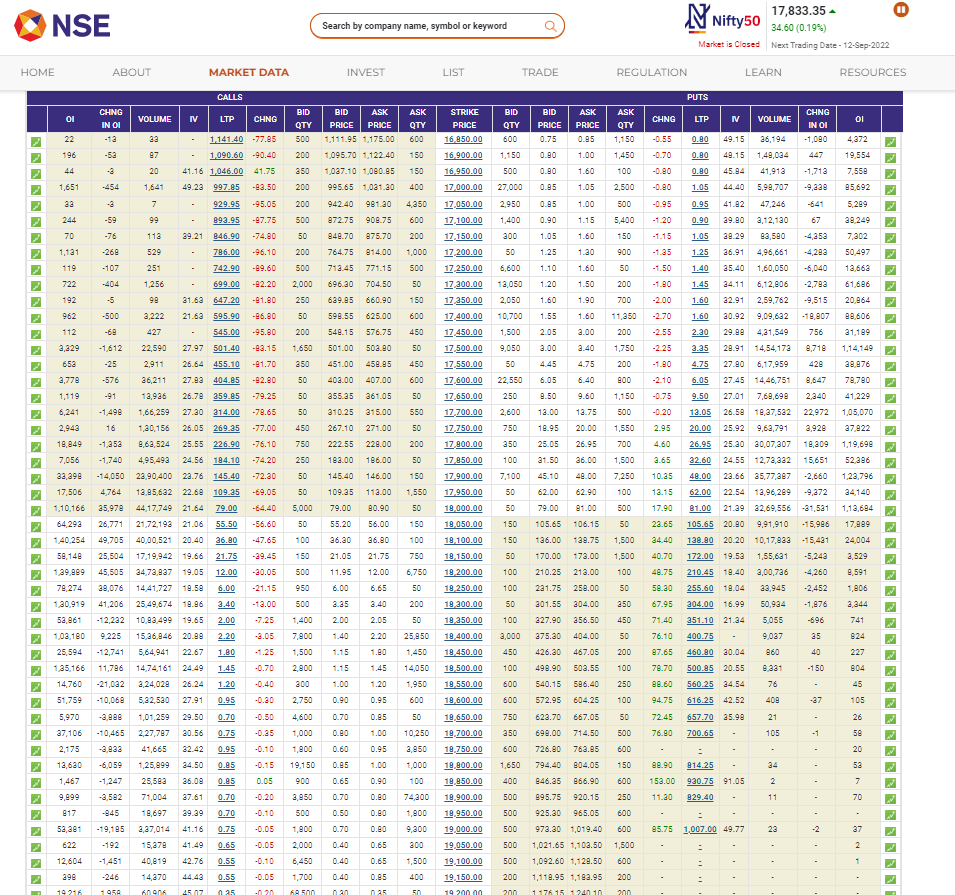 NSE
Search by company name, symbol or keyword
Nifty50
17,833.35
34.60 (0.19%)
Market is Closed
Next Trading Date - 12-Sep-2022
HOME ABOUT MARKET DATA INVEST LIST TRADE REGULATION LEARN RESOURCES
CALLS PUTS
OI CHNG IN OI VOLUME IV LTP CHNG BID QTY BID PRICE ASK PRICE ASK QTY STRIKE PRICE BID QTY BID PRICE ASK PRICE ASK QTY CHNG LTP IV VOLUME CHNG IN OI OI
22 -13 33 - 1,141.40 -77.85 500 1,111.95 1,175.00 600 16,850.00 600 0.75 0.85 1,150 -0.55 0.80 49.15 36,194 -1,080 4,372
196 -53 87 - 1,090.60 -90.40 200 1,095.70 1,122.40 150 16,900.00 1,150 0.80 1.00 1,450 -0.70 0.80 48.15 1,48,034 447 19,554
44 -3 20 41.16 1,046.00 41.75 350 1,037.10 1,080.85 150 16,950.00 500 0.80 1.60 100 -0.80 0.80 45.84 41,913 -1,713 7,558
1,651 -454 1,641 49.23 997.85 -83.50 200 995.65 1,031.30 400 17,000.00 27,000 0.85 1.05 2,500 -0.80 1.05 44.40 5,98,707 -9,338 85,692
33 -3 7 - 929.95 -95.05 200 942.40 981.30 4,350 17,050.00 2,950 0.85 1.00 500 -0.95 0.95 41.82 47,246 -641 5,289
244 -59 99 - 893.95 -87.75 500 872.75 908.75 600 17,100.00 1,400 0.90 1.15 5,400 -1.20 0.90 39.80 3,12,130 67 38,249
70 -76 113 39.21 846.90 -74.80 50 848.70 875.70 200 17,150.00 300 1.05 1.60 150 -1.15 1.05 38.29 83,580 -4,353 7,302
1,131 -268 529 - 786.00 -96.10 200 764.75 814.00 1,000 17,200.00 50 1.25 1.30 900 -1.35 1.25 36.91 4,96,661 -4,283 50,497
119 -107 251 - 742.90 -89.60 500 713.45 771.15 500 17,250.00 6,600 1.10 1.60 50 -1.50 1.40 35.40 1,60,050 -6,040 13,663
722 -404 1,256 - 699.00 -82.20 2,000 696.30 704.50 50 17,300.00 13,050 1.20 1.50 200 -1.80 1.45 34.11 6,12,806 -2,783 61,686
192 -5 98 31.63 647.20 -81.80 250 639.85 660.90 150 17,350.00 2,050 1.60 1.90 700 -2.00 1.60 32.91 2,59,762 -9,515 20,864
962 -500 3,222 21.63 595.90 -86.80 50 598.55 625.00 600 17,400.00 10,700 1.55 1.60 11,350 -2.70 1.60 30.92 9,09,632 -18,807 88,606
112 -68 427 - 545.00 -95.80 200 548.15 576.75 450 17,450.00 1,500 2.05 3.00 200 -2.55 2.30 29.88 4,31,549 756 31,189
3,329 -1,612 22,590 27.97 501.40 -83.15 1,650 501.00 503.80 50 17,500.00 9,050 3.00 3.40 1,750 -2.25 3.35 28.91 14,54,173 8,718 1,14,149
653 -25 2,911 26.64 455.10 -81.70 350 451.00 458.85 450 17,550.00 50 4.45 4.75 200 -1.80 4.75 27.80 6,17,959 428 38,876
3,778 -576 36,211 27.83 404.85 -82.80 50 403.00 407.00 600 17,600.00 22,550 6.05 6.40 800 -2.10 6.05 27.45 14,46,751 8,647 78,780
1,119 -91 13,936 26.78 359.85 -79.25 50 355.35 361.05 50 17,650.00 250 8.50 9.60 1,150 -0.75 9.50 27.01 7,68,698 2,340 41,229
6,241 -1,498 1,66,259 27.30 314.00 -78.65 50 310.25 315.00 550 17,700.00 2,600 13.00 13.75 500 -0.20 13.05 26.58 18,37,532 22,972 1,05,070
2,943 16 1,30,156 26.05 269.35 -77.00 450 267.10 271.00 50 17,750.00 750 18.95 20.00 1,550 2.95 20.00 25.92 9,63,791 3,928 37,822
18,849 -1,353 8,63,524 25.55 226.90 -76.10 750 222.55 228.00 200 17,800.00 350 25.05 26.95 700 4.60 26.95 25.30 30,07,307 18,309 1,19,698
7,056 -1,740 4,95,493 24.56 184.10 -74.20 250 183.00 186.00 50 17,850.00 100 31.50 36.00 1,500 3.65 32.60 24.55 12,73,332 15,651 52,386
33,398 -14,050 23,90,400 23.76 145.40 -72.30 50 145.40 146.00 150 17,900.00 7,100 45.10 48.00 7,250 10.35 48.00 23.66 35,77,387 -2,660 1,23,796
17,506 4,764 13,85,632 22.68 109.35 -69.05 50 109.35 113.00 1,550 17,950.00 50 62.00 62.90 100 13.15 62.00 22.54 13,96,289 -9,372 34,140
1,10,166 35,978 44,17,749 21.64 79.00 -64.40 5,000 79.00 80.90 50 18,000.00 50 79.00 81.00 500 17.90 81.00 21.39 32,69,556 -31,531 1,13,684
64,293 26,771 21,72,193 21.06 55.50 -56.60 50 55.20 56.00 150 18,050.00 150 105.65 106.15 50 23.65 105.65 20.80 9,91,910 -15,986 17,889
1,40,254 49,705 40,00,521 20.40 36.80 -47.65 100 36.30 36.80 100 18,100.00 150 136.00 138.75 1,500 34.40 138.80 20.20 10,17,833 -15,431 24,004
58,148 25,504 17,19,942 19.66 21.75 -39.45 150 21.05 21.75 750 18,150.00 50 170.00 173.00 1,550 40.70 172.00 19.53 1,55,631 -5,243 3,529
1,39,889 45,505 34,73,837 19.05 12.00 -30.05 500 11.95 12.00 6,750 18,200.00 100 210.25 213.00 100 48.75 210.45 18.40 3,00,736 -4,260 8,591
78,274 38,076 14,41,727 18.58 6.00 -21.15 950 6.00 6.65 50 18,250.00 100 231.75 258.00 50 58.30 255.60 18.04 33,945 -2,452 1,806
1,30,919 41,206 25,49,674 18.86 3.40 -13.00 500 3.35 3.40 200 18,300.00 50 301.55 304.00 350 67.95 304.00 16.99 50,934 -1,876 3,344
53,861 -12,232 10,83,499 19.65 2.00 -7.25 1,400 2.00 2.05 50 18,350.00 100 327.90 356.50 450 71.40 351.10 21.34 5,055 -696 741
1,03,180 9,225 15,36,846 20.88 2.20 -3.05 7,800 1.40 2.20 25,850 18,400.00 3,000 375.30 404.00 50 76.10 400.75 - 9,037 35 824
25,594 -12,741 5,64,941 22.67 1.80 -1.25 1,500 1.15 1.80 1,450 18,450.00 450 426.30 467.05 200 87.65 460.80 30.04 860 40 227
1,35,166 11,786 14,74,161 24.49 1.45 -0.70 2,800 1.15 1.45 14,050 18,500.00 100 498.90 503.55 100 78.70 500.85 20.55 8,331 -150 804
14,760 -21,032 3,24,028 26.24 1.20 -0.40 300 1.00 1.20 1,950 18,550.00 600 540.15 586.40 250 89.60 560.25 34.54 76 - 45
51,759 -10,068 5,32,530 27.91 0.95 -0.30 2,750 0.90 0.95 600 18,600.00 600 572.95 604.25 100 94.75 616.25 42.52 408 -37 105
5,970 -3,888 1,01,259 29.50 0.70 -0.50 4,600 0.70 0.85 50 18,650.00 750 623.70 667.05 50 72.45 657.70 35.98 21 - 26
37,106 -10,465 2,27,787 30.56 0.75 -0.35 1,000 0.80 1.00 10,250 18,700.00 350 698.00 714.50 500 76.80 700.65 - 105 -1 58
2,175 -3,833 41,665 32.42 0.95 -0.10 1,800 0.60 0.95 3,850 18,750.00 600 726.80 763.85 600 - - - - - 20
13,630 -6,059 1,25,899 34.50 0.85 -0.15 19,150 0.85 1.00 1,000 18,800.00 1,650 794.40 804.05 150 88.90 814.25 - 34 - 53
1,467 -1,247 25,583 36.08 0.85 0.05 900 0.65 0.90 100 18,850.00 400 846.35 866.90 600 153.00 930.75 91.05 2 - 7
9,899 -3,582 71,004 37.61 0.70 -0.20 3,850 0.70 0.80 74,300 18,900.00 500 895.75 920.15 250 11.30 829.40 - 11 - 70
817 -845 18,697 39.39 0.70 -0.10 500 0.50 0.80 1,800 18,950.00 500 925.30 965.05 600 - - - - - -
53,381 -19,185 3,37,014 41.16 0.75 -0.05 1,800 0.70 0.80 9,300 19,000.00 500 973.30 1,019.40 600 85.75 1,007.00 49.77 23 -2 37
622 -192 15,378 41.49 0.65 -0.05 2,000 0.40 0.65 300 19,050.00 500 1,021.65 1,103.50 1,500 - - - - - 2
12,604 -1,451 40,819 42.76 0.55 -0.10 6,450 0.40 0.65 1,500 19,100.00 500 1,092.60 1,128.50 600 - - - - - 1
398 -246 14,370 44.43 0.55 -0.05 1,700 0.40 0.85 400 19,150.00 200 1,118.95 1,183.95 200 - - - - - -
19,216 1,958 60,906 45.07 0.35 -0.20 68,500 0.30 0.35 50 19,200.00 200 1,176.15 1,240.10 200 - - - - - -